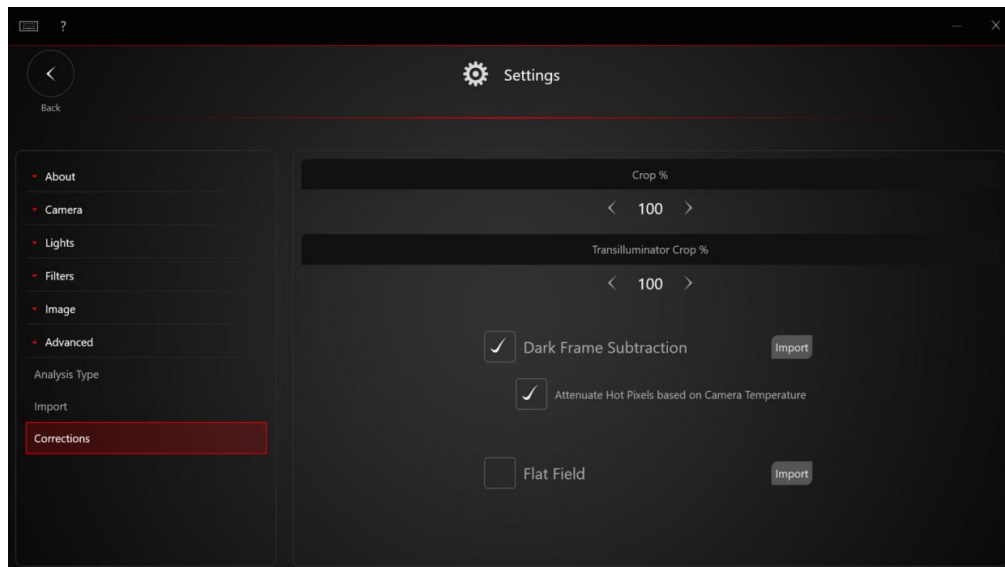 ?
Settings
Back
About
Camera
Lights
Filters
Image
Advanced
Analysis Type
Import
Corrections
Crop %
100
Transilluminator Crop %
100
Dark Frame Subtraction
Import
Attenuate Hot Pixels based on Camera Temperature
Flat Field
Import